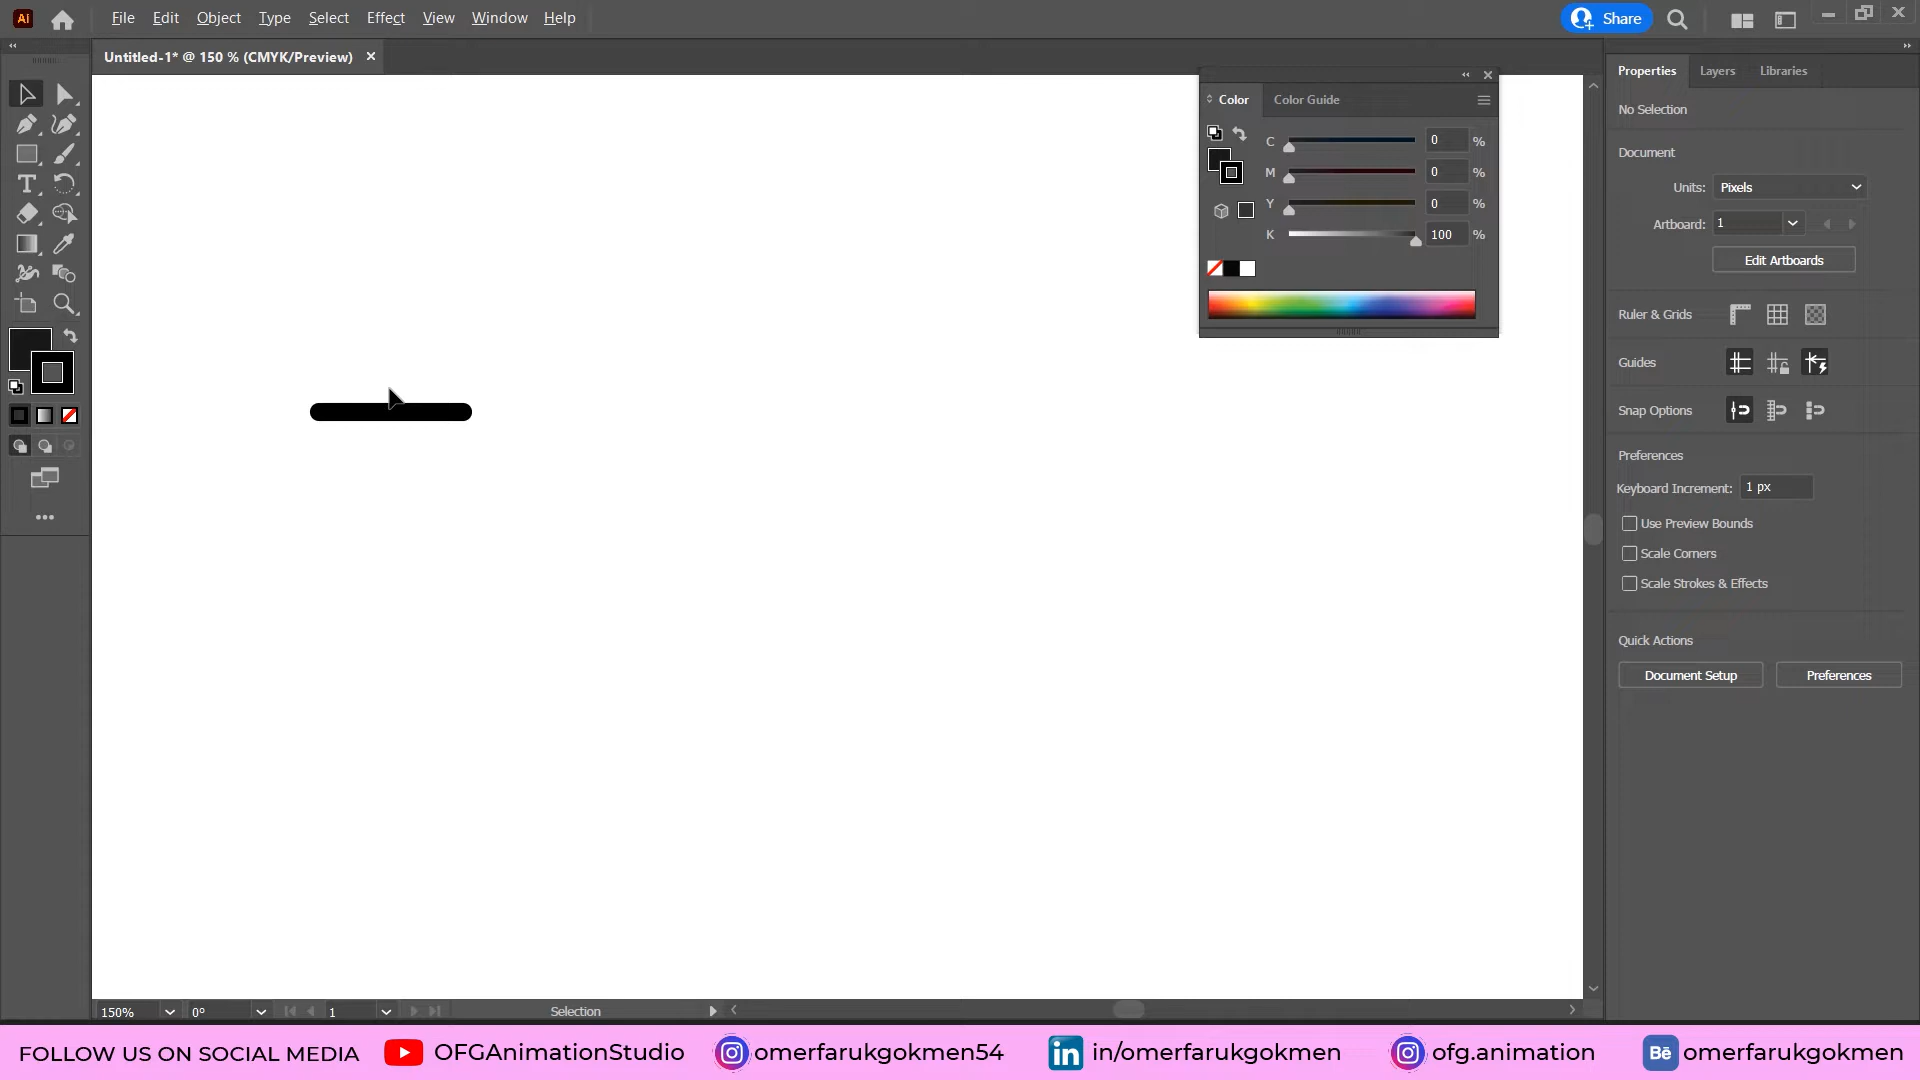 Ai File Edit Object Type Select Effect View Window Help Share
Untitled-1* @ 150 % (CMYK/Preview)
Properties Layers Libraries
Color Color Guide
No Selection
C 0 %
M 0 %
Y 0 %
K 100 %
Document
Units: Pixels
Artboard: 1
Edit Artboards
Ruler & Grids
Guides
Snap Options
Preferences
Keyboard Increment: 1 px
Use Preview Bounds
Scale Corners
Scale Strokes & Effects
Quick Actions
Document Setup Preferences
T
150% 0° 1 Selection
FOLLOW US ON SOCIAL MEDIA OFGAnimationStudio omerfarukgokmen54 in in/omerfarukgokmen ofg.animation Bē omerfarukgokmen